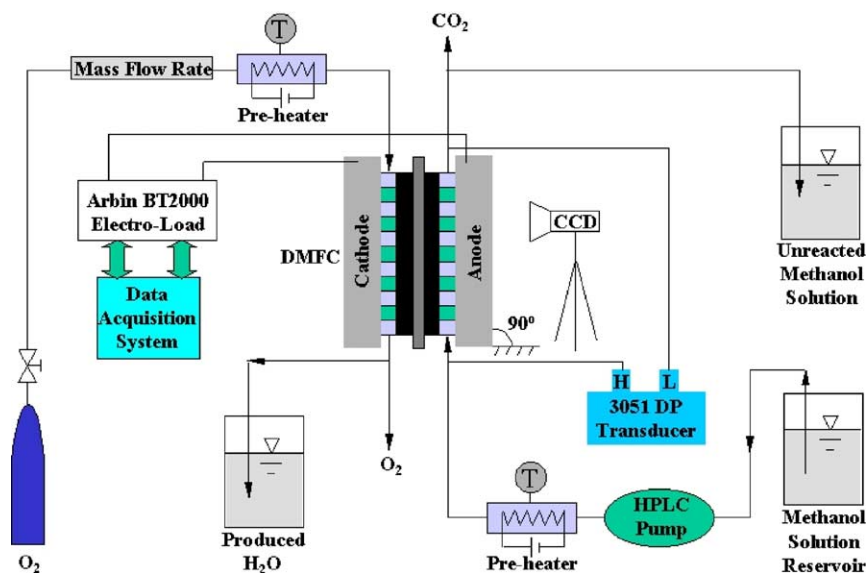 CO₂
T
Mass Flow Rate
Pre-heater
Arbin BT2000
Electro-Load
Data
Acquisition
System
DMFC
Cathode
Anode
CCD
90°
Unreacted
Methanol
Solution
H
L
3051 DP
Transducer
O₂
Produced
H₂O
O₂
T
Pre-heater
HPLC
Pump
Methanol
Solution
Reservoir